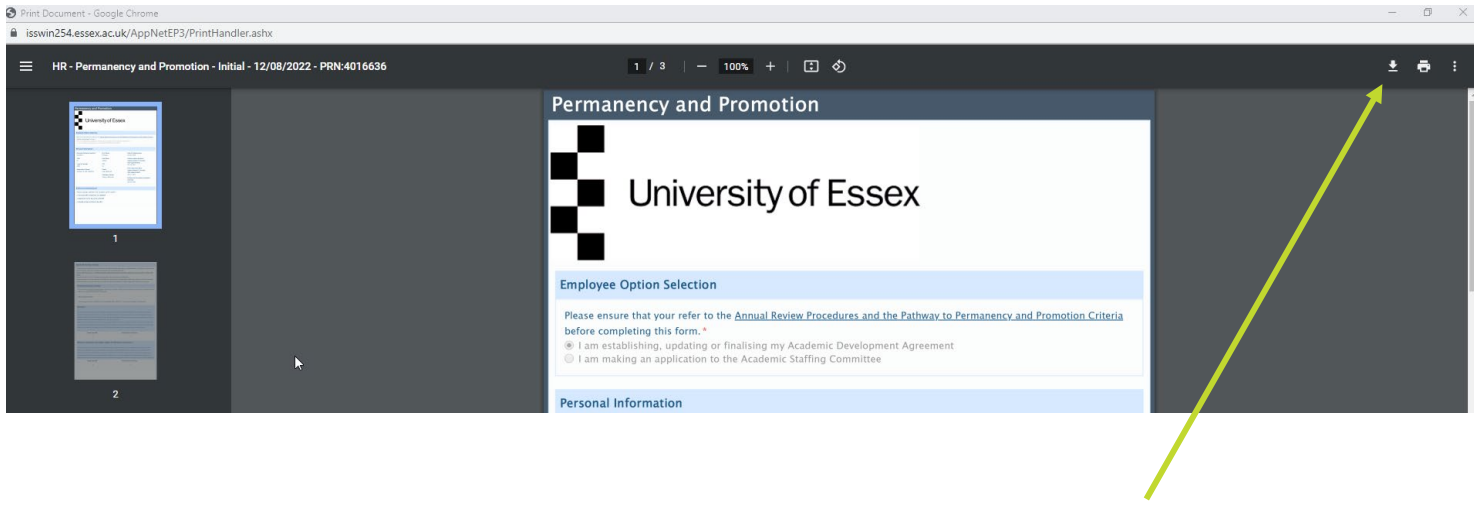 Print Document - Google Chrome
isswin254.essex.ac.uk/AppNetEP3/PrintHandler.ashx
HR - Permanency and Promotion - Initial - 12/08/2022 - PRN:4016636
1 / 3 | − 100% + |
Permanency and Promotion
University of Essex
Employee Option Selection
Please ensure that your refer to the Annual Review Procedures and the Pathway to Permanency and Promotion Criteria
before completing this form. *
I am establishing, updating or finalising my Academic Development Agreement
I am making an application to the Academic Staffing Committee
Personal Information
University of Essex
1
2